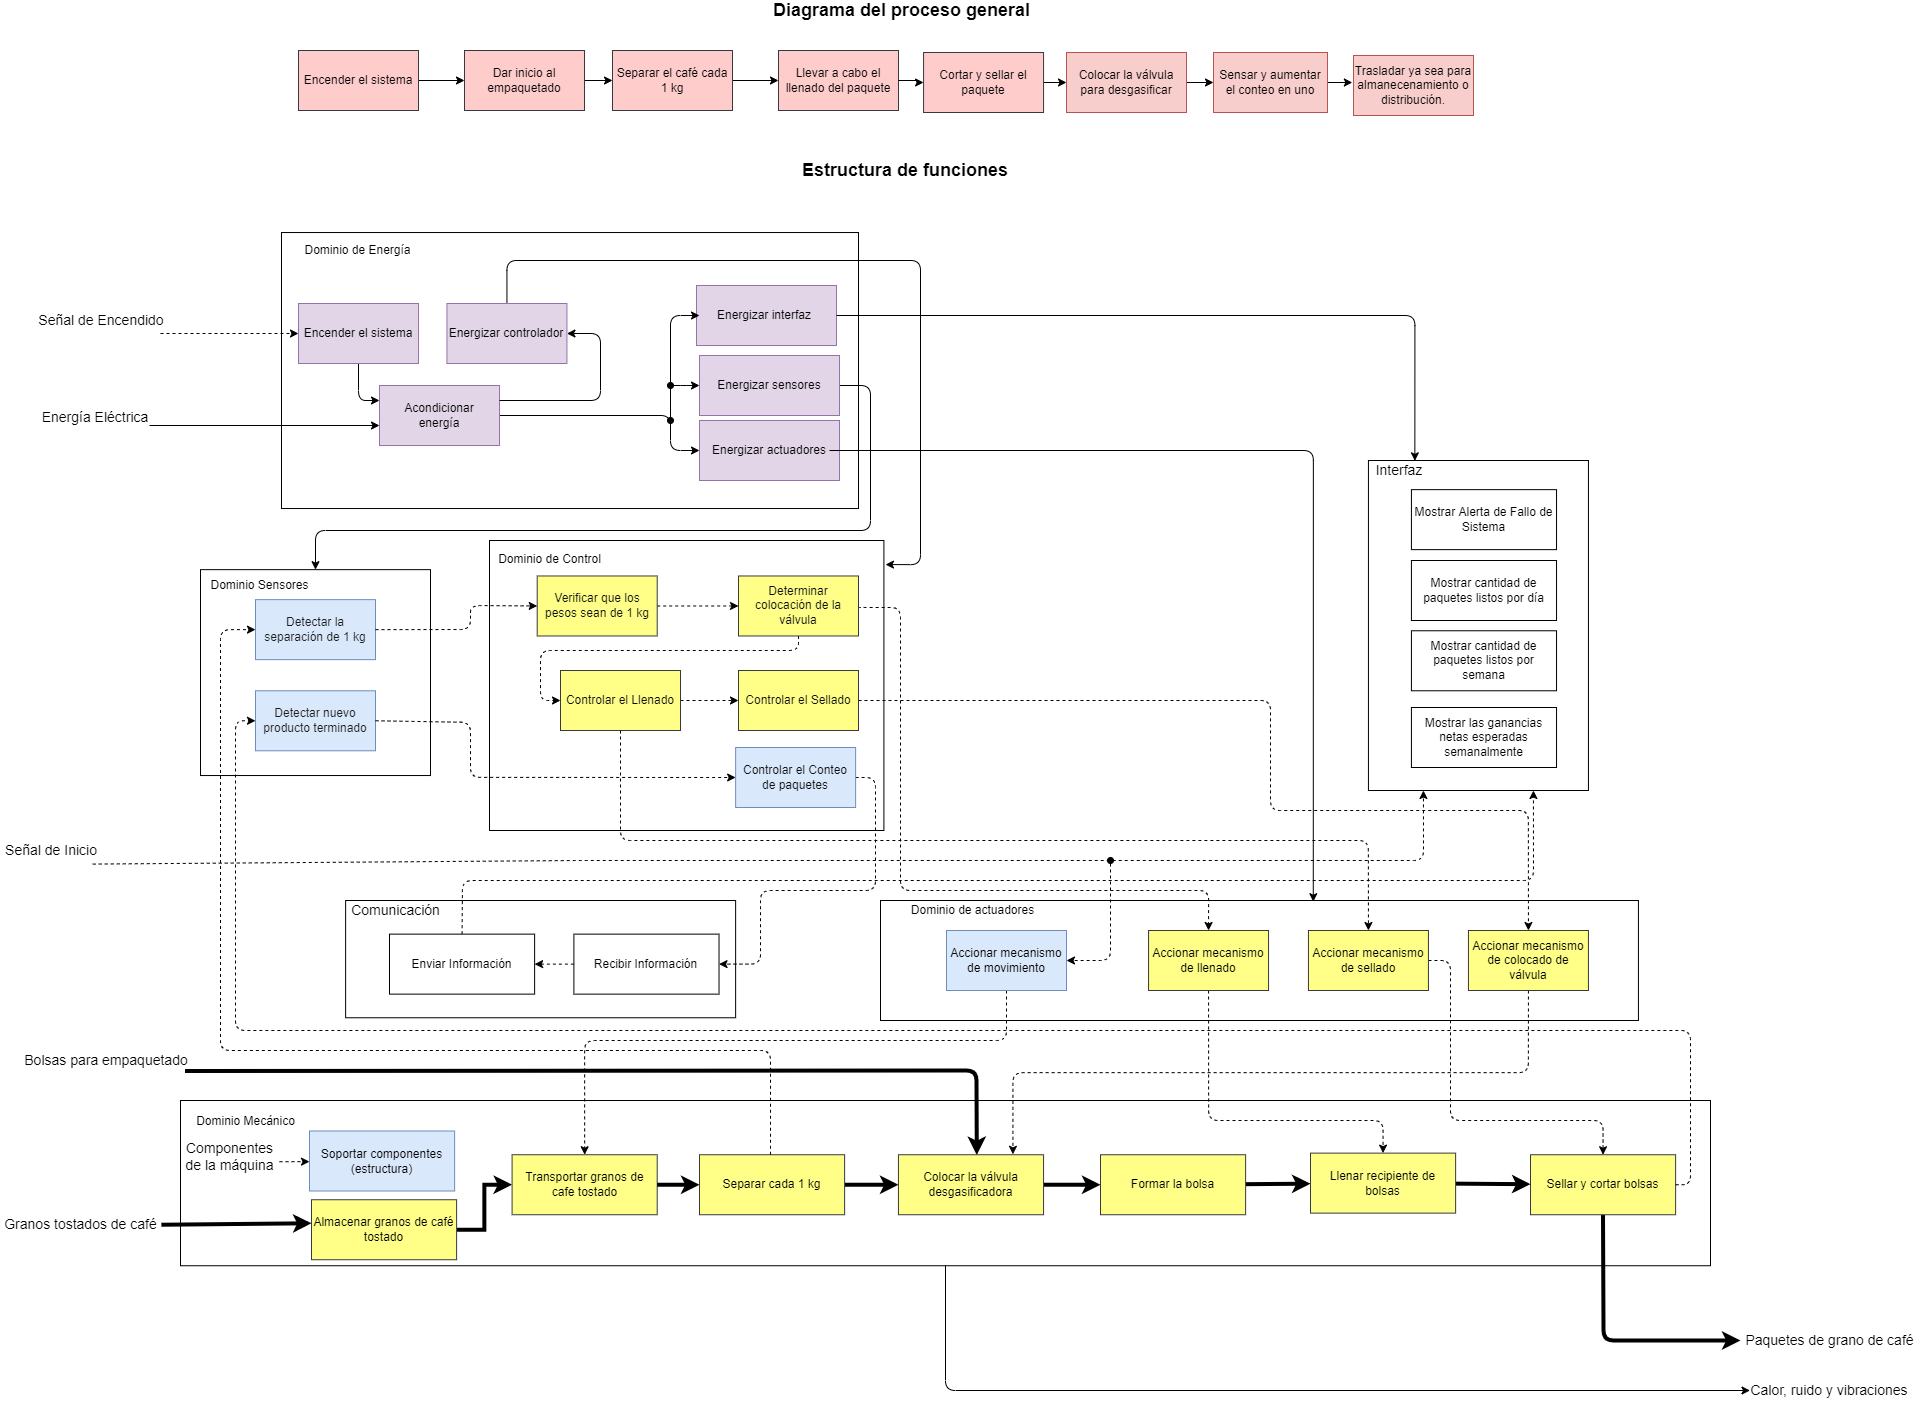 Diagrama del proceso general
Encender el sistema
Dar inicio al
empaquetado
Separar el café cada
1 kg
Llevar a cabo el
llenado del paquete
Cortar y sellar el
paquete
Colocar la válvula
para desgasificar
Sensar y aumentar
el conteo en uno
Trasladar ya sea para
almanecenamiento o
distribución.
Estructura de funciones
Dominio de Energía
Señal de Encendido
Encender el sistema
Energizar controlador
Energizar interfaz
Energizar sensores
Energía Eléctrica
Acondicionar
energía
Energizar actuadores
Interfaz
Mostrar Alerta de Fallo de
Sistema
Mostrar cantidad de
paquetes listos por día
Mostrar cantidad de
paquetes listos por
semana
Mostrar las ganancias
netas esperadas
semanalmente
Dominio Sensores
Detectar la
separación de 1 kg
Detectar nuevo
producto terminado
Dominio de Control
Verificar que los
pesos sean de 1 kg
Determinar
colocación de la
válvula
Controlar el Llenado
Controlar el Sellado
Controlar el Conteo
de paquetes
Señal de Inicio
Comunicación
Enviar Información
Recibir Información
Dominio de actuadores
Accionar mecanismo
de movimiento
Accionar mecanismo
de llenado
Accionar mecanismo
de sellado
Accionar mecanismo
de colocado de
válvula
Bolsas para empaquetado
Dominio Mecánico
Componentes
de la máquina
Soportar componentes
(estructura)
Granos tostados de café
Almacenar granos de café
tostado
Transportar granos de
cafe tostado
Separar cada 1 kg
Colocar la válvula
desgasificadora
Formar la bolsa
Llenar recipiente de
bolsas
Sellar y cortar bolsas
Paquetes de grano de café
Calor, ruido y vibraciones